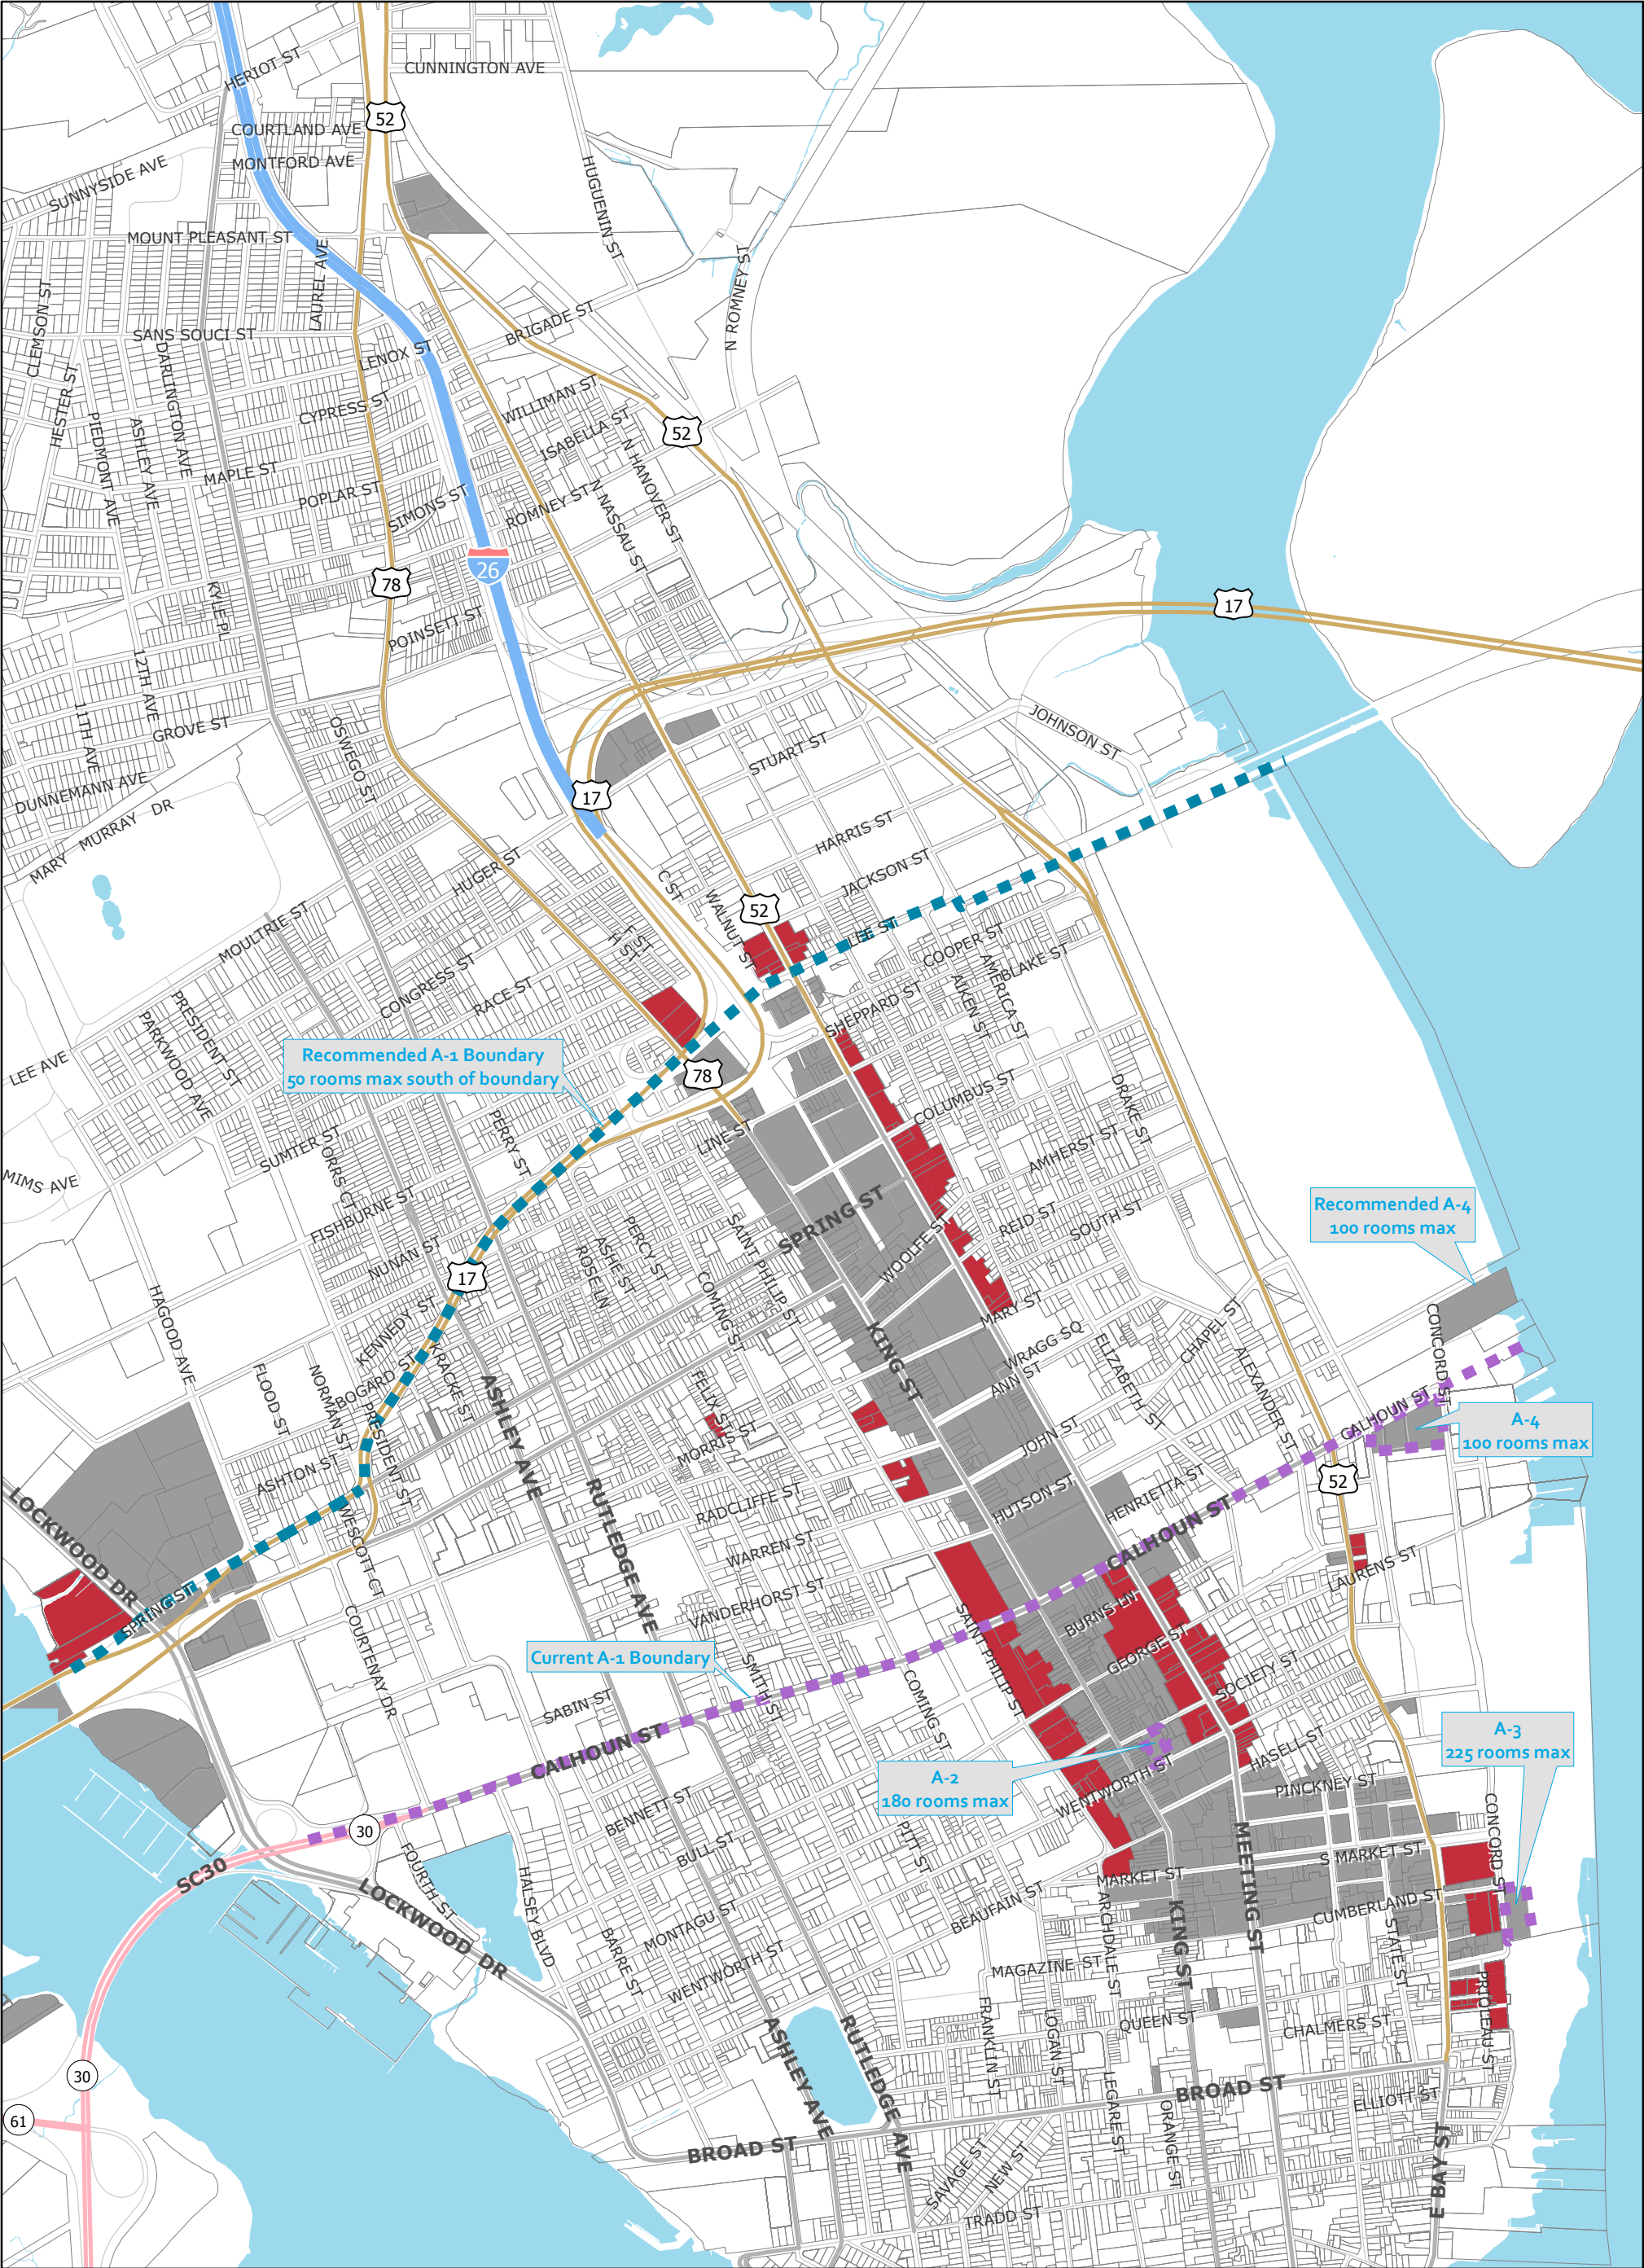 HERIOT ST
CUNNINGTON AVE
52
COURTLAND AVE
MONTFORD AVE
SUNNYSIDE AVE
HUGUENIN ST
MOUNT PLEASANT ST
LAUREL AVE
N ROMNEY ST
CLEMSON ST
SANS SOUCI ST
DARLINGTON AVE
BRIGADE ST
LENOX ST
HESTER ST
CYPRESS ST
WILLIMAN ST
ISABELLA ST
52
PIEDMONT AVE
ASHLEY AVE
MAPLE ST
POPLAR ST
SIMONS ST
ROMNEY ST
N NASSAU ST
N HANOVER ST
26
78
KYLE PL
POINSETT ST
17
12TH AVE
11TH AVE
GROVE ST
OSWEGO ST
DUNNEMANN AVE
MARY MURRAY DR
STUART ST
JOHNSON ST
17
HARRIS ST
JACKSON ST
HUGER ST
C ST
WALNUT ST
52
LEE ST
COOPER ST
BLAKE ST
AMERICA ST
AIKEN ST
SHEPPARD ST
F ST
H ST
MOULTRIE ST
CONGRESS ST
RACE ST
PRESIDENT ST
PARKWOOD AVE
LEE AVE
Recommended A-1 Boundary
50 rooms max south of boundary
78
COLUMBUS ST
DRAKE ST
AMHERST ST
LINE ST
PERRY ST
SUMTER ST
NORRIS CT
MIMS AVE
FISHBURNE ST
SPRING ST
REID ST
SOUTH ST
WOOLFE ST
Recommended A-4
100 rooms max
NUNAN ST
PERCY ST
ASHE ST
ROSE LN
SAINT PHILIP ST
COMING ST
17
HAGOOD AVE
KENNEDY ST
BOGARD ST
KRACKE ST
FLOOD ST
NORMAN ST
PRESIDENT ST
KING ST
MARY ST
WRAGG SQ
ANN ST
ELIZABETH ST
CHAPEL ST
ALEXANDER ST
CONCORD ST
CALHOUN ST
A-4
100 rooms max
FELIX ST
MORRIS ST
ASHLEY AVE
JOHN ST
ASHTON ST
WESCOTT CT
RUTLEDGE AVE
RADCLIFFE ST
HUTSON ST
HENRIETTA ST
52
LOCKWOOD DR
SPRING ST
WARREN ST
CALHOUN ST
LAURENS ST
VANDERHORST ST
BURNS LN
COURTENAY DR
Current A-1 Boundary
SAINT PHILIP ST
GEORGE ST
SOCIETY ST
SMITH ST
COMING ST
SABIN ST
CALHOUN ST
HASELL ST
A-2
180 rooms max
WENTWORTH ST
PINCKNEY ST
A-3
225 rooms max
CONCORD ST
BENNETT ST
BULL ST
PITT ST
30
SC30
FOURTH ST
HALSEY BLVD
LOCKWOOD DR
MEETING ST
S MARKET ST
MARKET ST
CUMBERLAND ST
STATE ST
BEAUFAIN ST
ARCHDALE ST
KING ST
MONTAGU ST
BARRE ST
WENTWORTH ST
MAGAZINE ST
FRANKLIN ST
LOGAN ST
QUEEN ST
CHALMERS ST
PRIOLEAU ST
ASHLEY AVE
RUTLEDGE AVE
30
61
BROAD ST
LEGARE ST
ORANGE ST
ELLIOTT ST
BROAD ST
SAVAGE ST
NEW ST
TRADD ST
E BAY ST